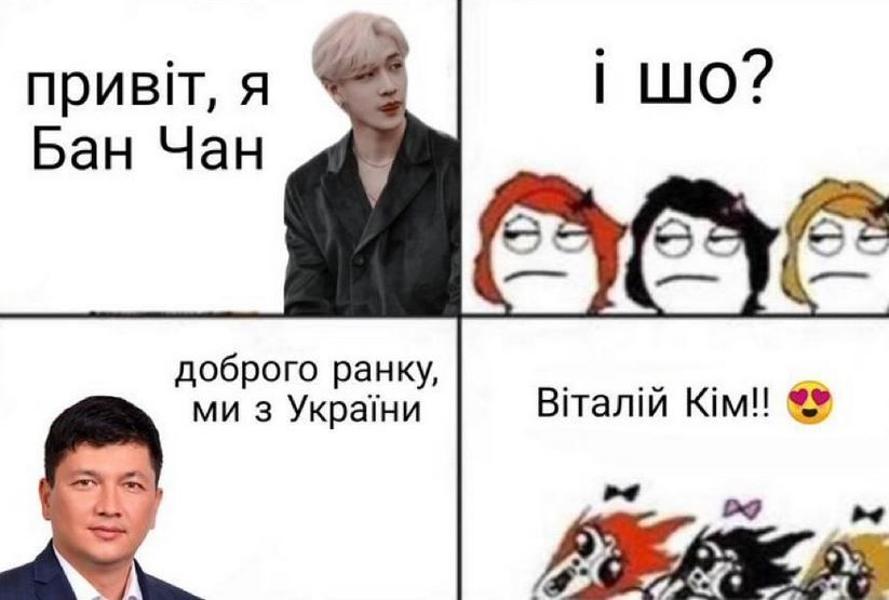 привіт, я
Бан Чан
і шо?
доброго ранку,
ми з України
Віталій Кім!! 😍